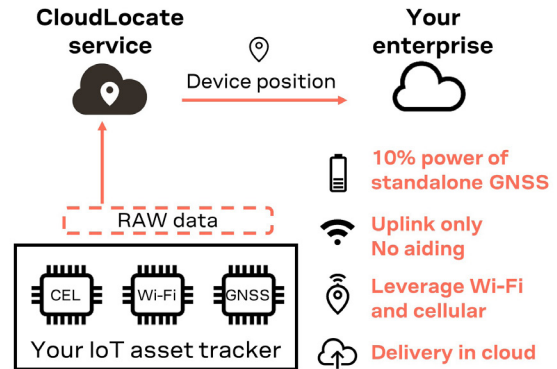 CloudLocate
service
Your
enterprise
Device position
RAW data
CEL
Wi-Fi
GNSS
Your IoT asset tracker
10% power of
standalone GNSS
Uplink only
No aiding
Leverage Wi-Fi
and cellular
Delivery in cloud